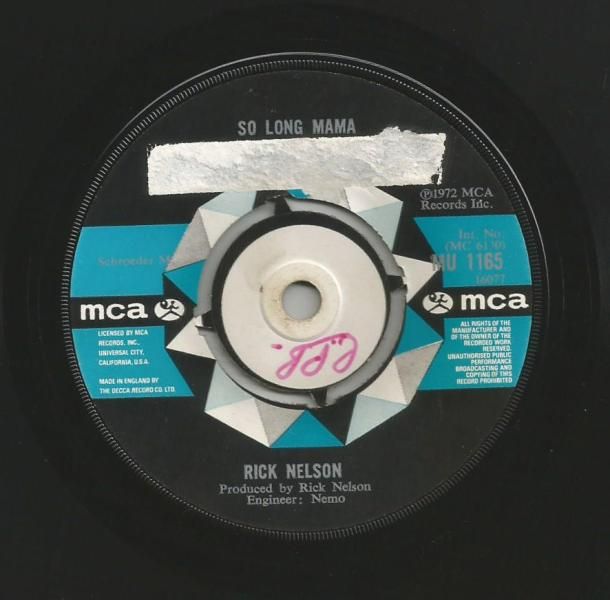 SO LONG MAMA
℗1972 MCA
Records Inc.
Schroeder M
Int. No.
(MC 6130)
MU 1165
16077
mca
mca
LICENSED BY MCA
RECORDS, INC.,
UNIVERSAL CITY,
CALIFORNIA, U.S.A.
MADE IN ENGLAND BY
THE DECCA RECORD CO. LTD.
ALL RIGHTS OF THE
MANUFACTURER AND
OF THE OWNER OF THE
RECORDED WORK
RESERVED.
UNAUTHORISED PUBLIC
PERFORMANCE
BROADCASTING AND
COPYING OF THIS
RECORD PROHIBITED
RICK NELSON
Produced by Rick Nelson
Engineer: Nemo